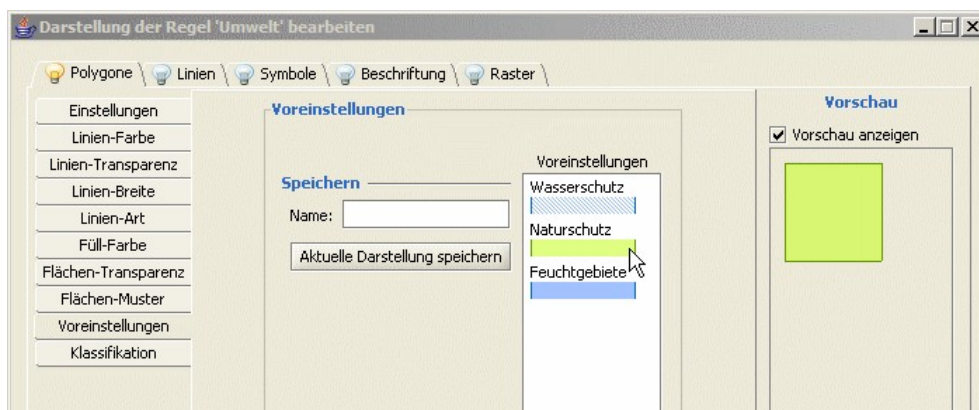 Darstellung der Regel 'Umwelt' bearbeiten
Polygone
Linien
Symbole
Beschriftung
Raster
Einstellungen
Linien-Farbe
Linien-Transparenz
Linien-Breite
Linien-Art
Füll-Farbe
Flächen-Transparenz
Flächen-Muster
Voreinstellungen
Klassifikation
Voreinstellungen
Speichern
Name:
Aktuelle Darstellung speichern
Voreinstellungen
Wasserschutz
Naturschutz
Feuchtgebiete
Vorschau
Vorschau anzeigen